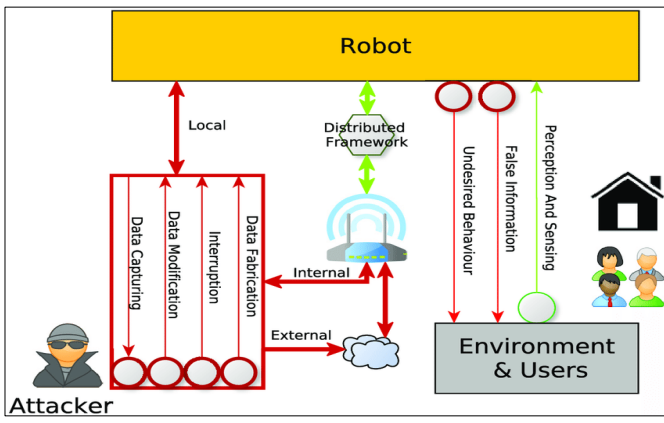 Robot
Local
Distributed
Framework
Data Capturing
Data Modification
Interruption
Data Fabrication
Undesired Behaviour
False Information
Perception And Sensing
Internal
External
Environment
& Users
Attacker